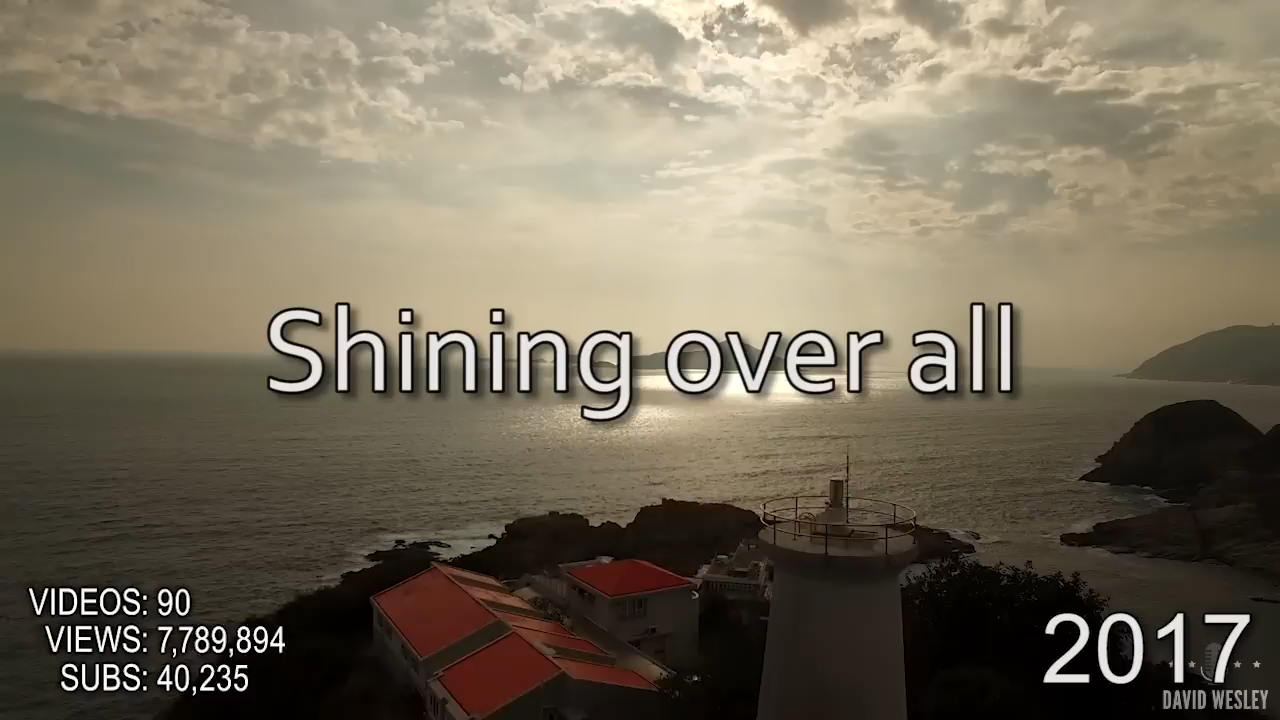 Shining over all
VIDEOS: 90
VIEWS: 7,789,894
SUBS: 40,235
2017
DAVID WESLEY